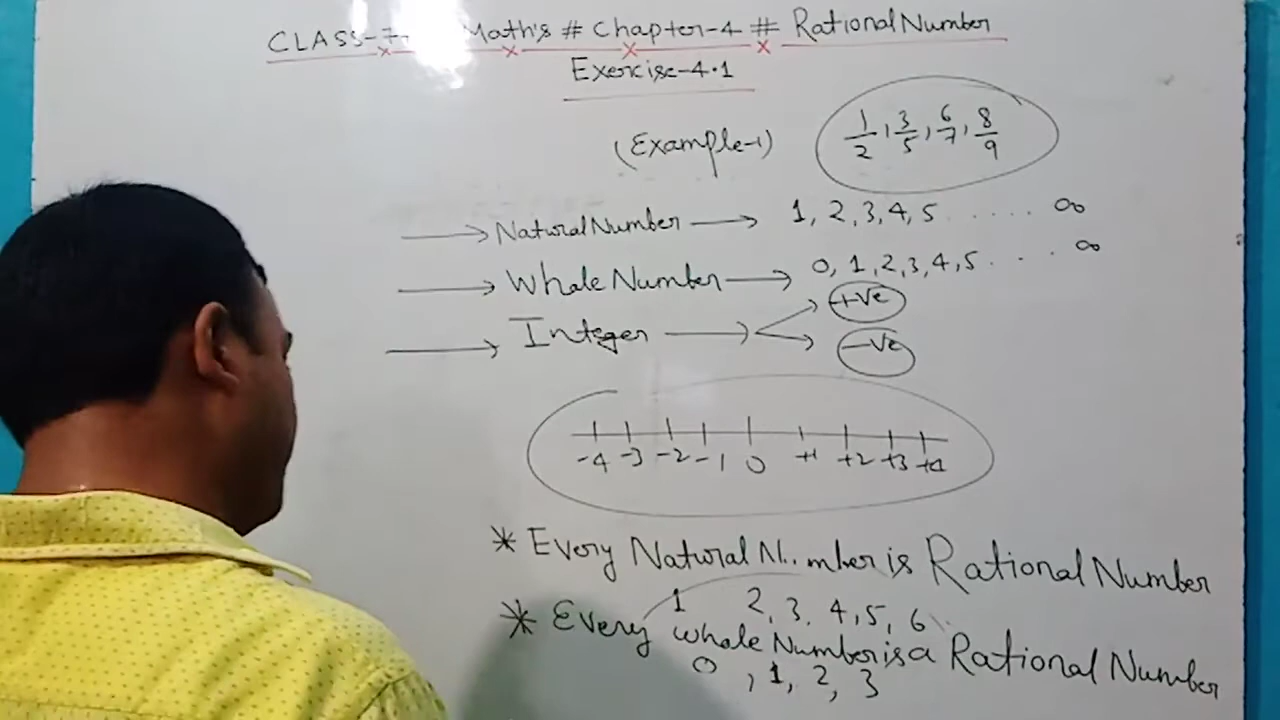 CLASS-7 Math's # Chapter-4 # Rational Number
Exercise-4.1
(Example-1) 1/2, 3/5, 6/7, 8/9
→ Natural Number → 1, 2, 3, 4, 5 ...... ∞
→ Whole Number → 0, 1, 2, 3, 4, 5 . . . ∞
→ Integer → +ve
-ve
-4 -3 -2 -1 0 +1 +2 +3 +4
* Every Natural N mber is Rational Number
1 2, 3, 4, 5, 6
* Every whole Number is a Rational Number
0, 1, 2, 3